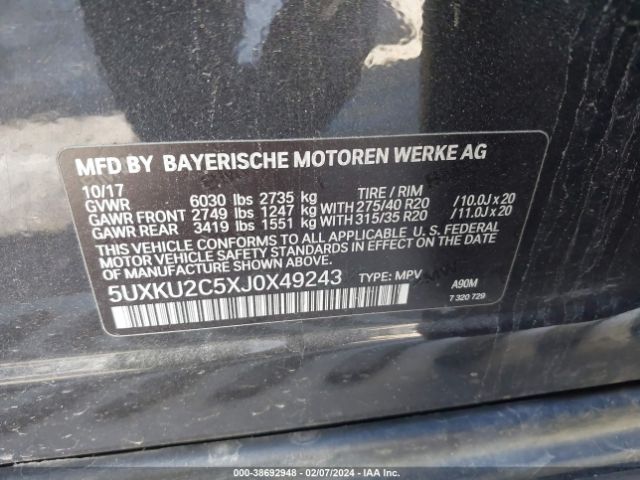 MFD BY BAYERISCHE MOTOREN WERKE AG
10/17 TIRE / RIM
GVWR 6030 lbs 2735 kg
GAWR FRONT 2749 lbs 1247 kg WITH 275/40 R20 /10.0J x 20
GAWR REAR 3419 lbs 1551 kg WITH 315/35 R20 /11.0J x 20
THIS VEHICLE CONFORMS TO ALL APPLICABLE U. S. FEDERAL
MOTOR VEHICLE SAFETY STANDARDS IN EFFECT ON THE DATE
OF MANUFACTURE SHOWN ABOVE.
5UXKU2C5XJ0X49243 TYPE: MPV A90M
7 320 729
000-38692948 - 02/07/2024 - IAA Inc.